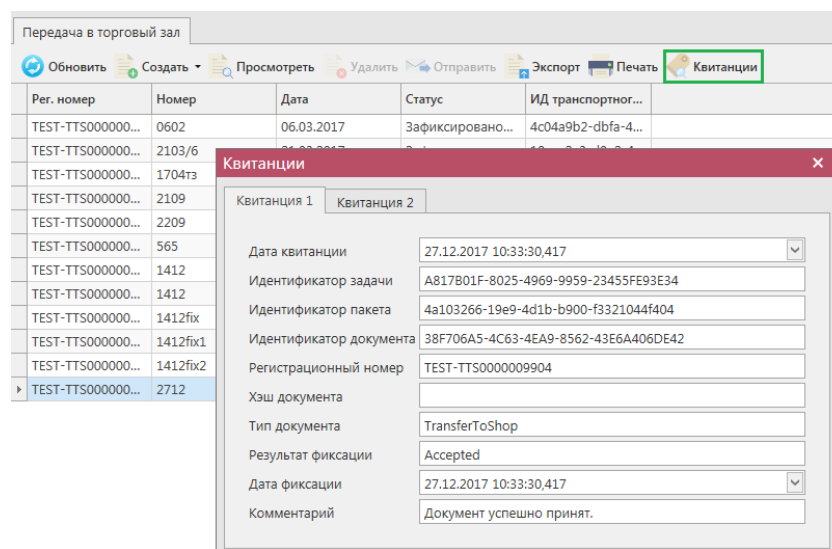 Передача в торговый зал
Обновить Создать Просмотреть Удалить Отправить Экспорт Печать Квитанции
Рег. номер Номер Дата Статус ИД транспортног...
TEST-TTS000000... 0602 06.03.2017 Зафиксировано... 4c04a9b2-dbfa-4...
TEST-TTS000000... 2103/6
TEST-TTS000000... 1704тз
TEST-TTS000000... 2109
TEST-TTS000000... 2209
TEST-TTS000000... 565
TEST-TTS000000... 1412
TEST-TTS000000... 1412
TEST-TTS000000... 1412fix
TEST-TTS000000... 1412fix1
TEST-TTS000000... 1412fix2
TEST-TTS000000... 2712
Квитанции
Квитанция 1 Квитанция 2
Дата квитанции 27.12.2017 10:33:30,417
Идентификатор задачи A817B01F-8025-4969-9959-23455FE93E34
Идентификатор пакета 4a103266-19e9-4d1b-b900-f3321044f404
Идентификатор документа 38F706A5-4C63-4EA9-8562-43E6A406DE42
Регистрационный номер TEST-TTS0000009904
Хэш документа
Тип документа TransferToShop
Результат фиксации Accepted
Дата фиксации 27.12.2017 10:33:30,417
Комментарий Документ успешно принят.